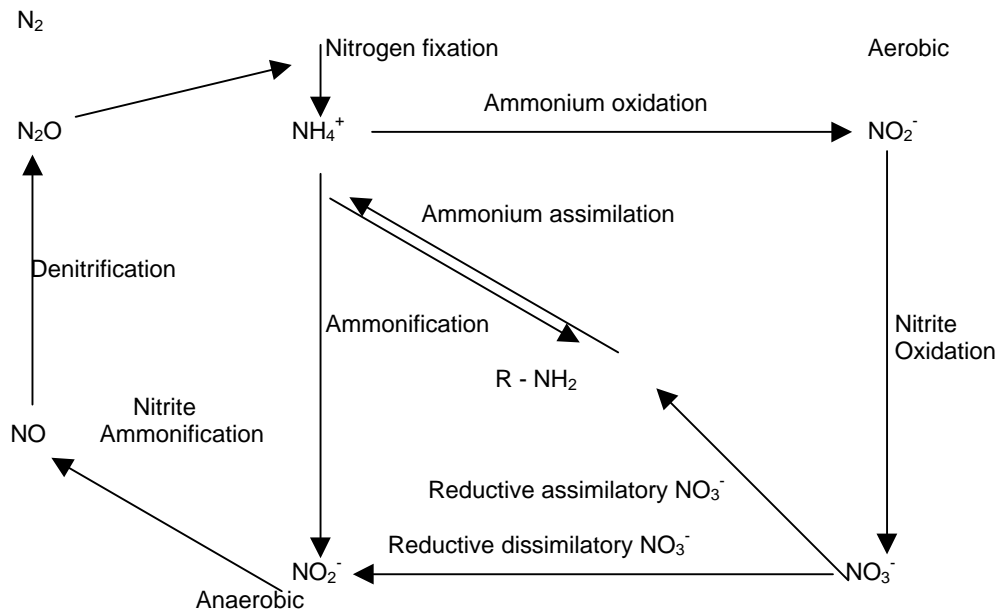 N₂
Nitrogen fixation
Aerobic
Ammonium oxidation
N₂O
NH₄⁺
NO₂⁻
Ammonium assimilation
Denitrification
Ammonification
Nitrite
Oxidation
R - NH₂
Nitrite
Ammonification
NO
Reductive assimilatory NO₃⁻
Reductive dissimilatory NO₃⁻
NO₂⁻
NO₃⁻
Anaerobic